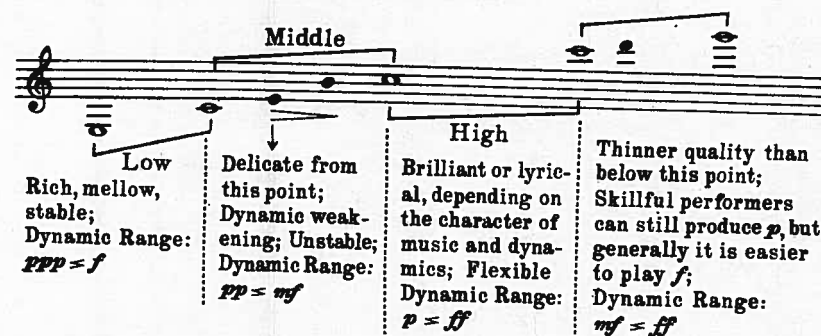 Middle
Low
High
Rich, mellow,
stable;
Dynamic Range:
ppp = f
Delicate from
this point;
Dynamic weak-
ening; Unstable;
Dynamic Range:
pp = mf
Brilliant or lyric-
al, depending on
the character of
music and dyna-
mics; Flexible
Dynamic Range:
p = ff
Thinner quality than
below this point;
Skillful performers
can still produce p, but
generally it is easier
to play f;
Dynamic Range:
mf = ff